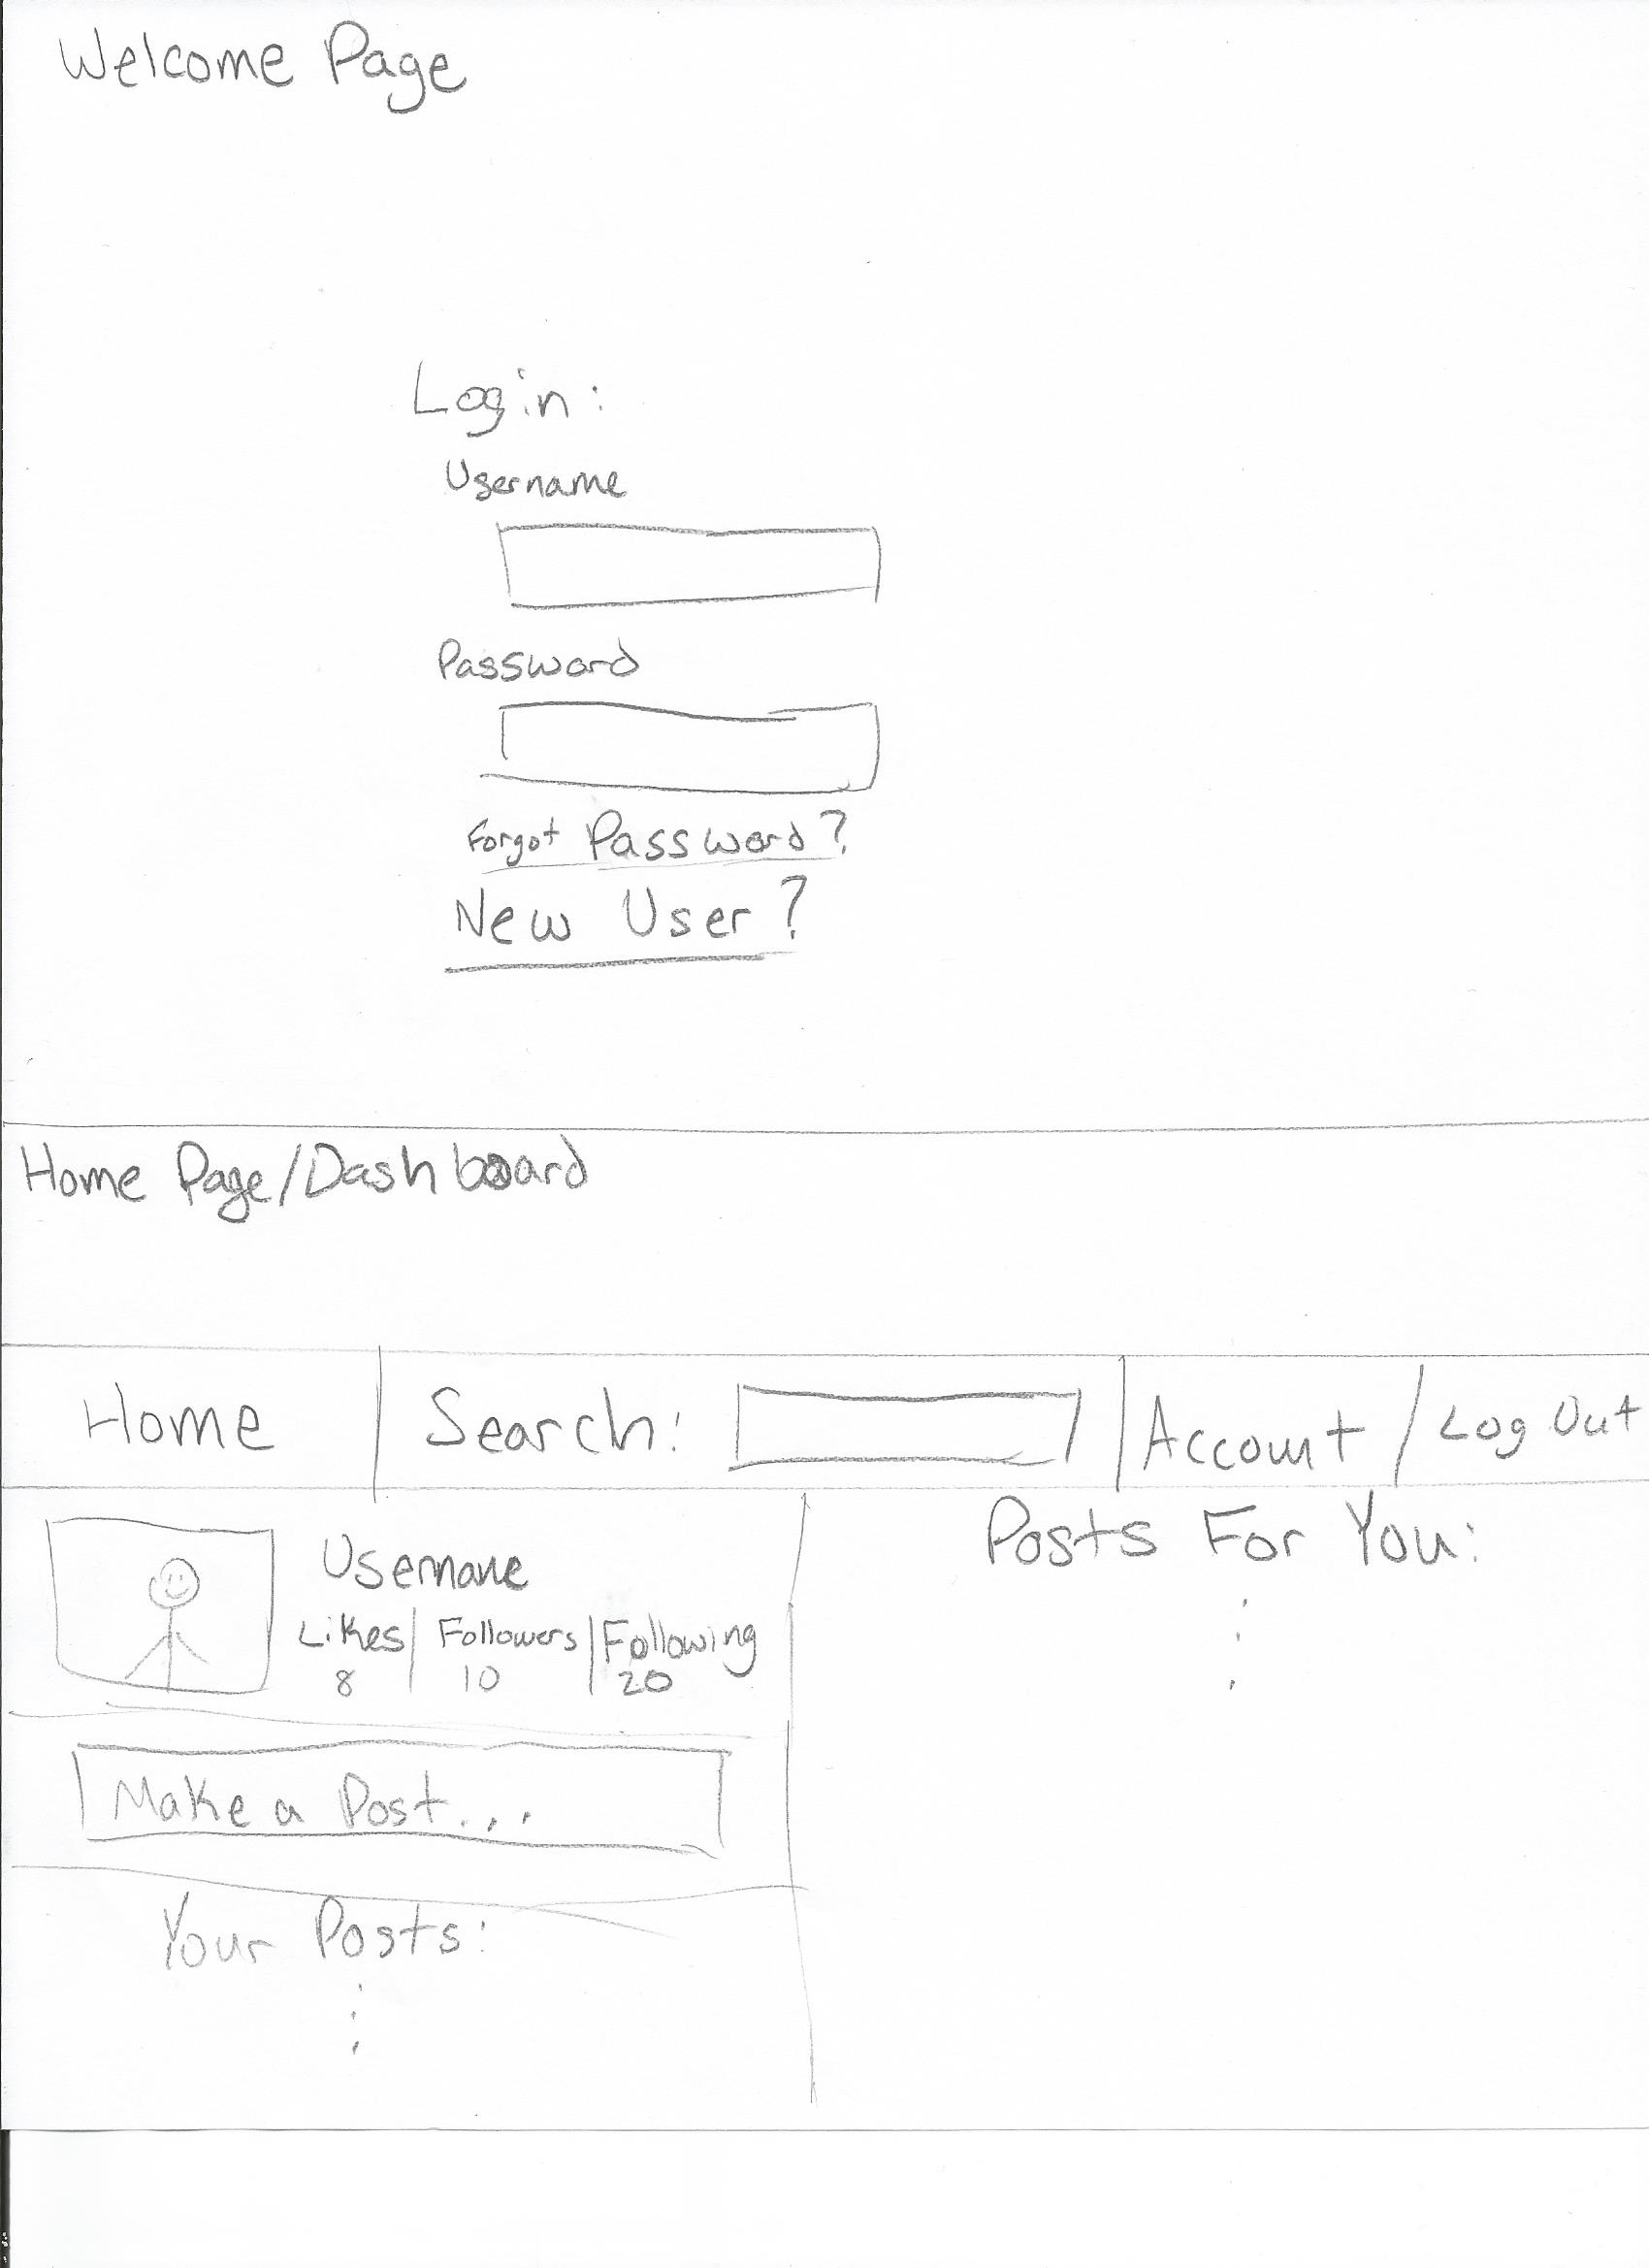 Welcome Page
Login:
Username
Password
Forgot Password?
New User?
Home Page/Dashboard
Home | Search: | Account / Log Out
Username
Likes | Followers | Following
8 | 10 | 20
Posts For You:
Make a Post...
Your Posts: